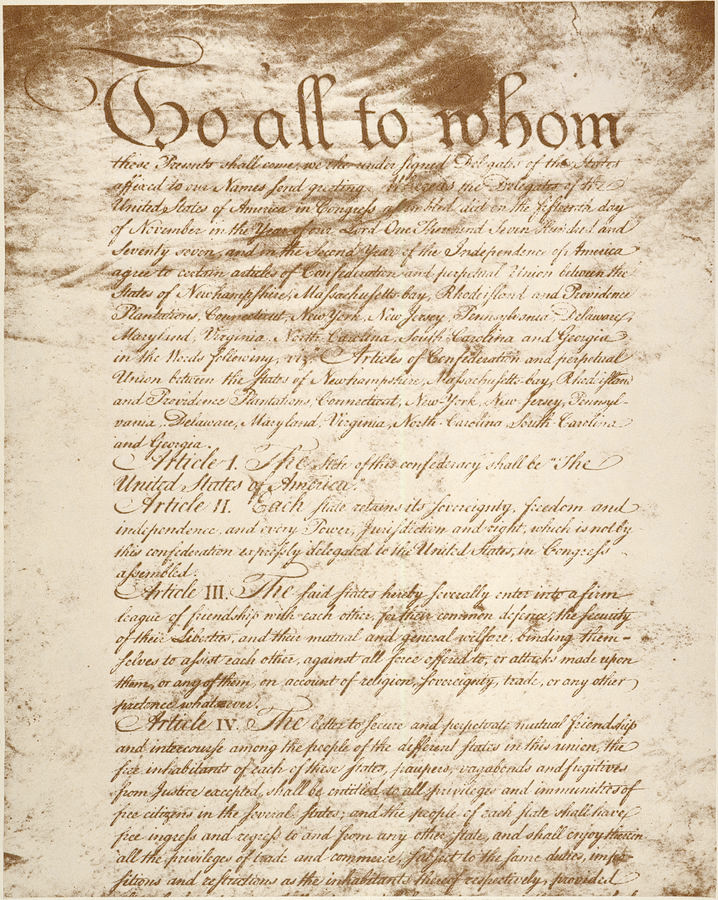 To all to whom
these Presents shall come, we the under signed Delegates of the States
affixed to our Names send greeting. Whereas the Delegates of the
United States of America in Congress assembled did on the fifteenth day
of November in the Year of our Lord One Thousand Seven Hundred and
Seventy seven, and in the Second Year of the Independence of America
agree to certain articles of Confederation and perpetual Union between the
States of Newhampshire, Massachusetts-bay, Rhodeisland and Providence
Plantations, Connecticut, New York, New Jersey, Pennsylvania, Delaware,
Maryland, Virginia, North-Carolina, South-Carolina and Georgia
in the Words following, viz. "Articles of Confederation and perpetual
Union between the States of Newhampshire, Massachusetts-bay, Rhodeisland
and Providence Plantations, Connecticut, New-York, New-Jersey, Pennsyl-
vania, Delaware, Maryland, Virginia, North-Carolina, South-Carolina
and Georgia.
Article I. The Stile of this confederacy shall be "The
United States of America."
Article II. Each state retains its sovereignty, freedom and
independence, and every Power, Jurisdiction and right, which is not by
this confederation expressly delegated to the United States, in Congress
assembled.
Article III. The said states hereby severally enter into a firm
league of friendship with each other, for their common defence, the security
of their Liberties, and their mutual and general welfare, binding them-
selves to assist each other, against all force offered to, or attacks made upon
them, or any of them, on account of religion, sovereignty, trade, or any other
pretence whatever.
Article IV. The better to secure and perpetuate mutual friendship
and intercourse among the people of the different states in this union, the
free inhabitants of each of these states, paupers, vagabonds and fugitives
from Justice excepted, shall be entitled to all privileges and immunities of
free citizens in the several states; and the people of each state shall have
free ingress and regress to and from any other state, and shall enjoy therein
all the privileges of trade and commerce, subject to the same duties, impo-
sitions and restrictions as the inhabitants thereof respectively, provided